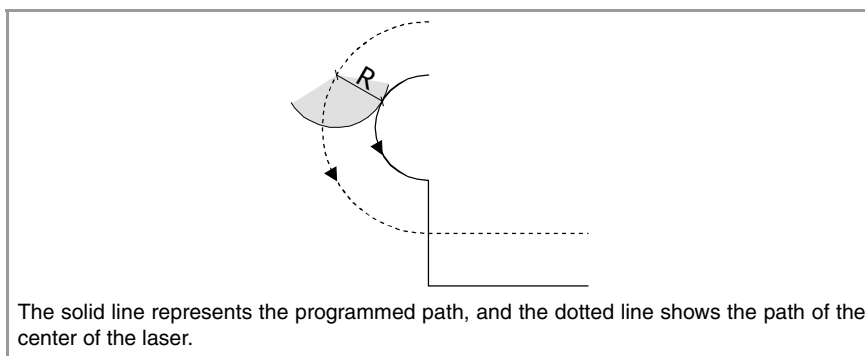 R
The solid line represents the programmed path, and the dotted line shows the path of the
center of the laser.